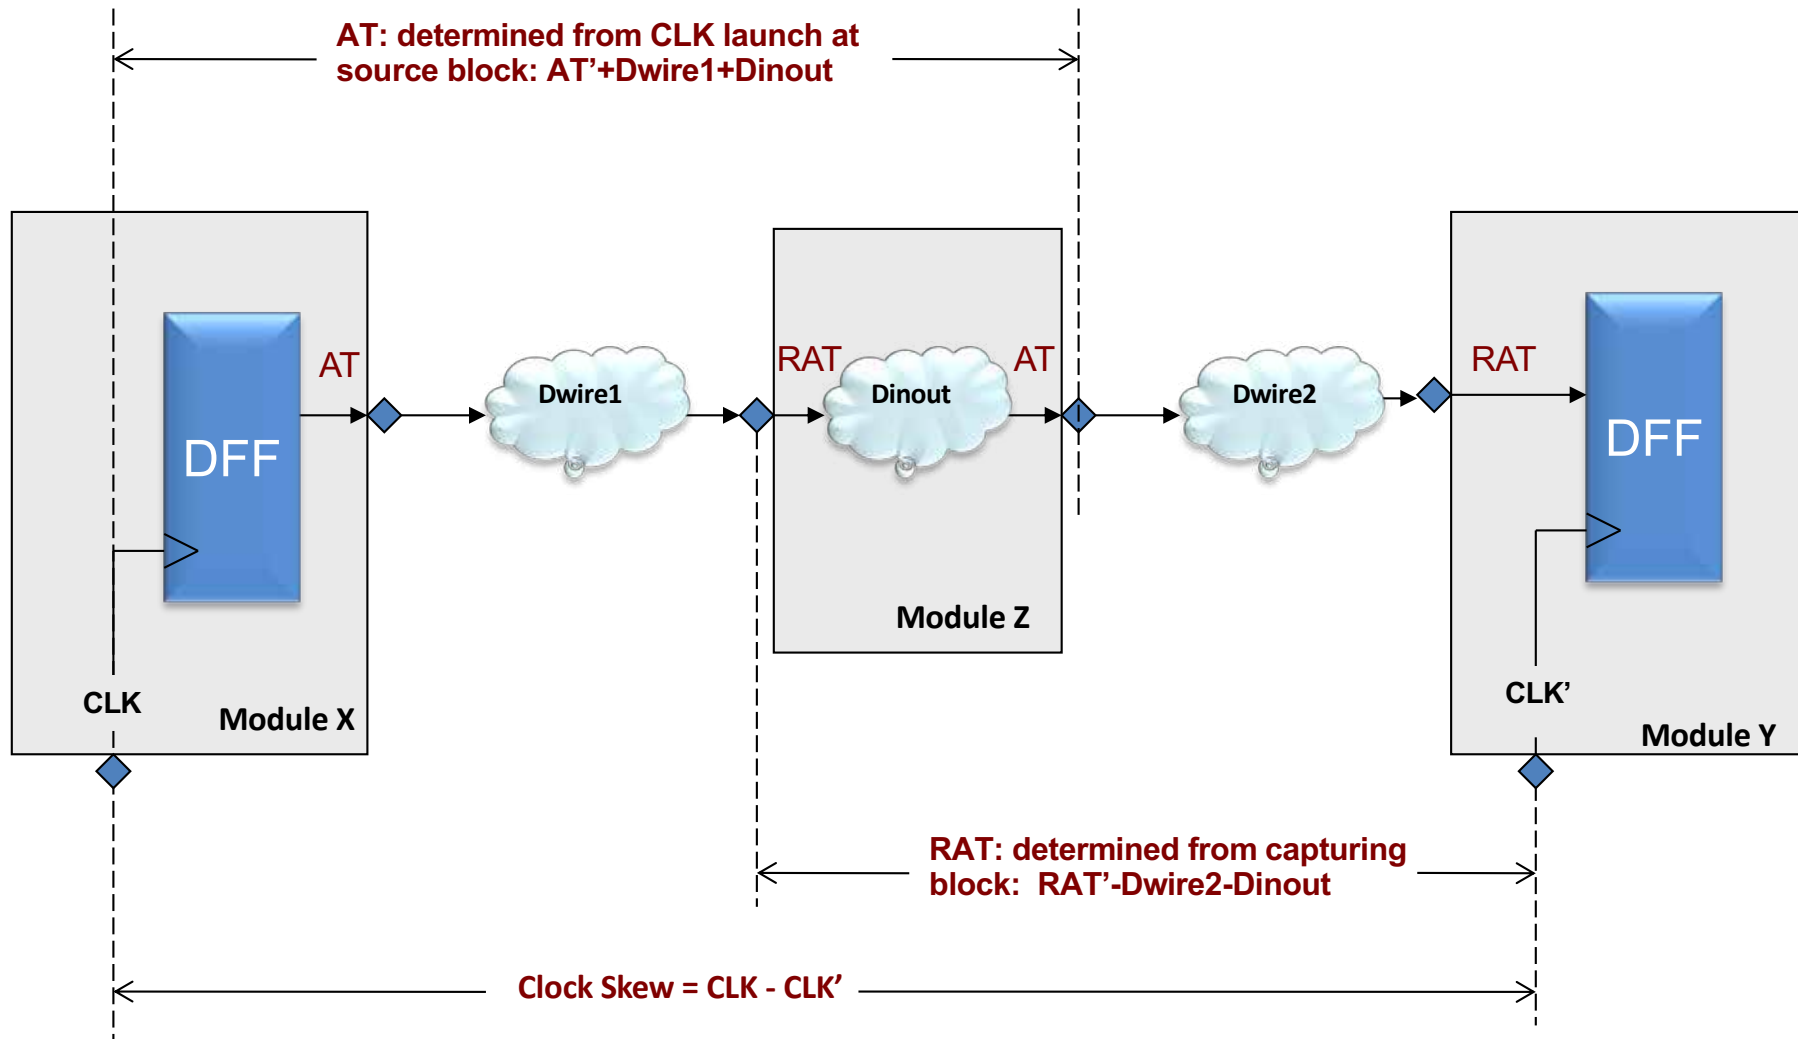 AT: determined from CLK launch at
source block: AT’+Dwire1+Dinout
AT
Dwire1
RAT
Dinout
AT
Dwire2
RAT
DFF
DFF
Module Z
CLK
Module X
CLK’
Module Y
RAT: determined from capturing
block:  RAT’-Dwire2-Dinout
Clock Skew = CLK - CLK’